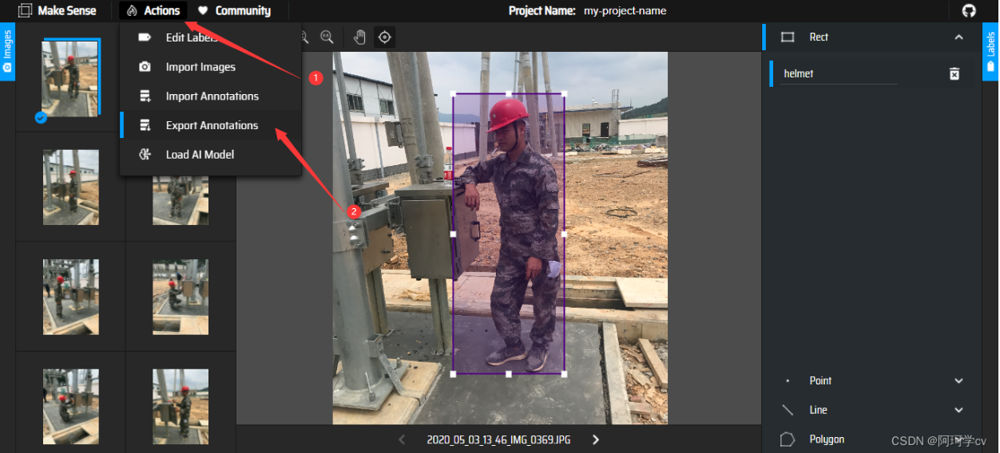 Make Sense
Actions
Community
Project Name: my-project-name
Images
Edit Labels
Import Images
Import Annotations
Export Annotations
Load AI Model
1
2
Rect
helmet
Labels
Point
Line
Polygon
2020_05_03_13_46_IMG_0369.JPG
CSDN @阿珂学cv